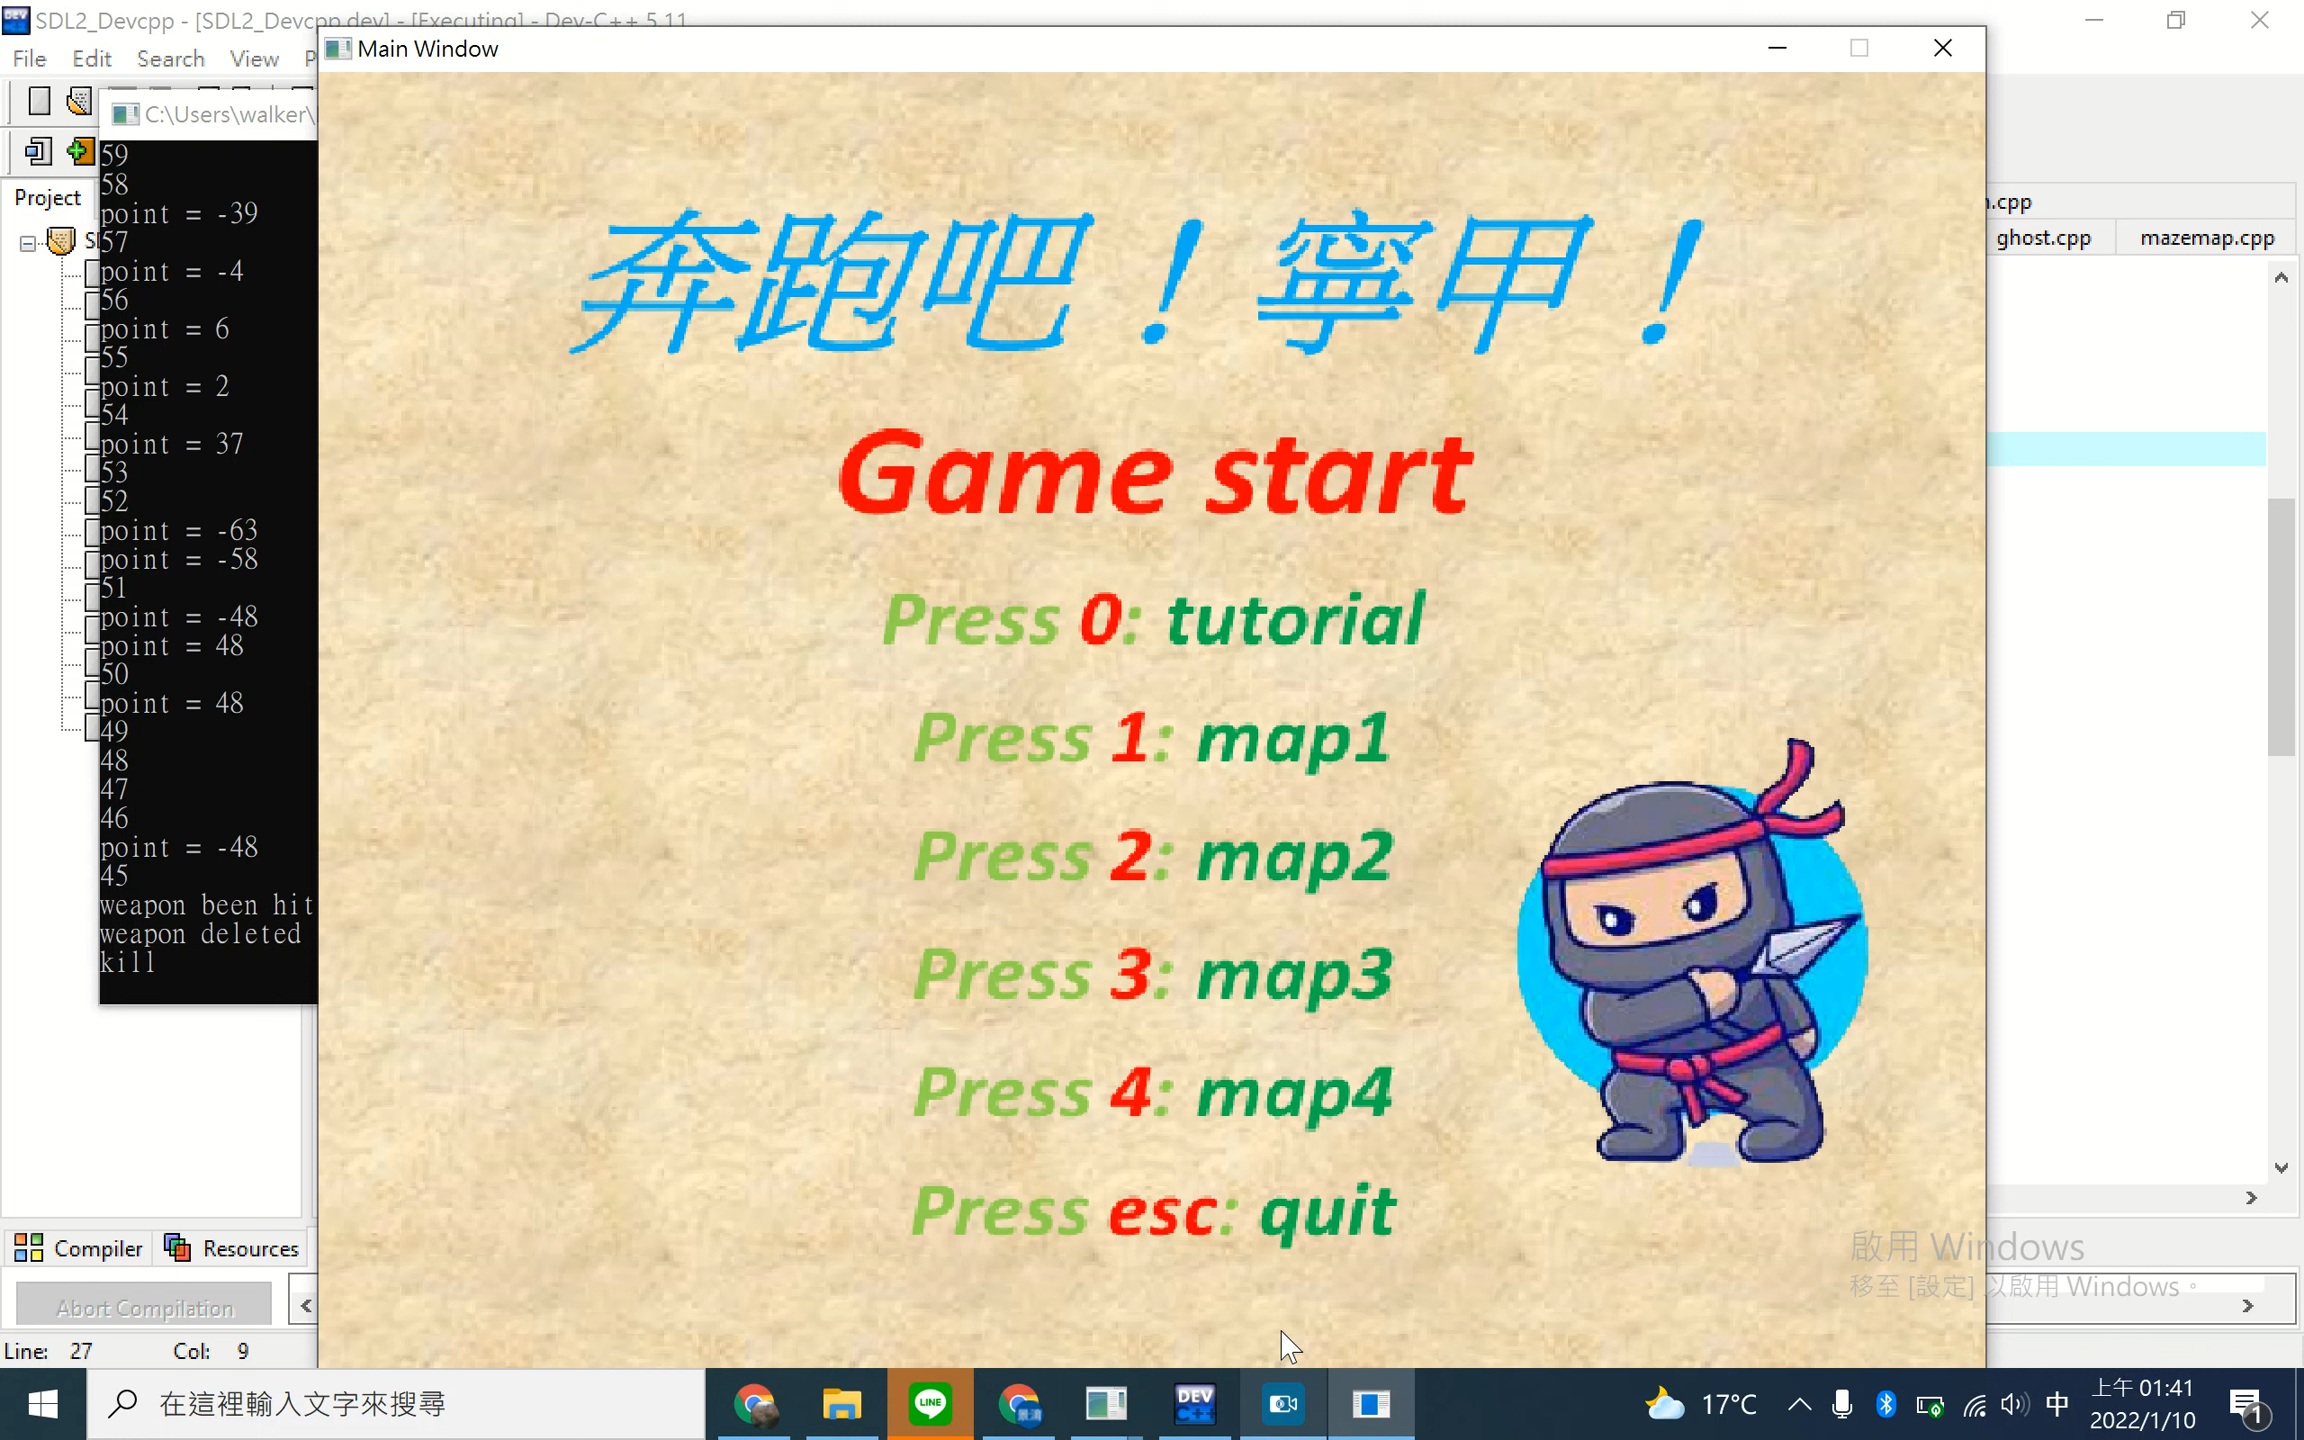 SDL2_Devcpp - [SDL2_Devcpp.dev] - [Executing] - Dev-C++ 5.11
Main Window
File Edit Search View
C:\Users\walker\
Project
n.cpp
ghost.cpp mazemap.cpp
59
58
point = -39
57
point = -4
56
point = 6
55
point = 2
54
point = 37
53
52
point = -63
point = -58
51
point = -48
point = 48
50
point = 48
49
48
47
46
point = -48
45
weapon been hit
weapon deleted
kill
奔跑吧！寧甲！
Game start
Press 0: tutorial
Press 1: map1
Press 2: map2
Press 3: map3
Press 4: map4
Press esc: quit
啟用 Windows
移至 [設定] 以啟用 Windows。
Compiler Resources
Abort Compilation
Line: 27 Col: 9
在這裡輸入文字來搜尋
LINE
DEV C++
17°C
中
上午 01:41
2022/1/10
1